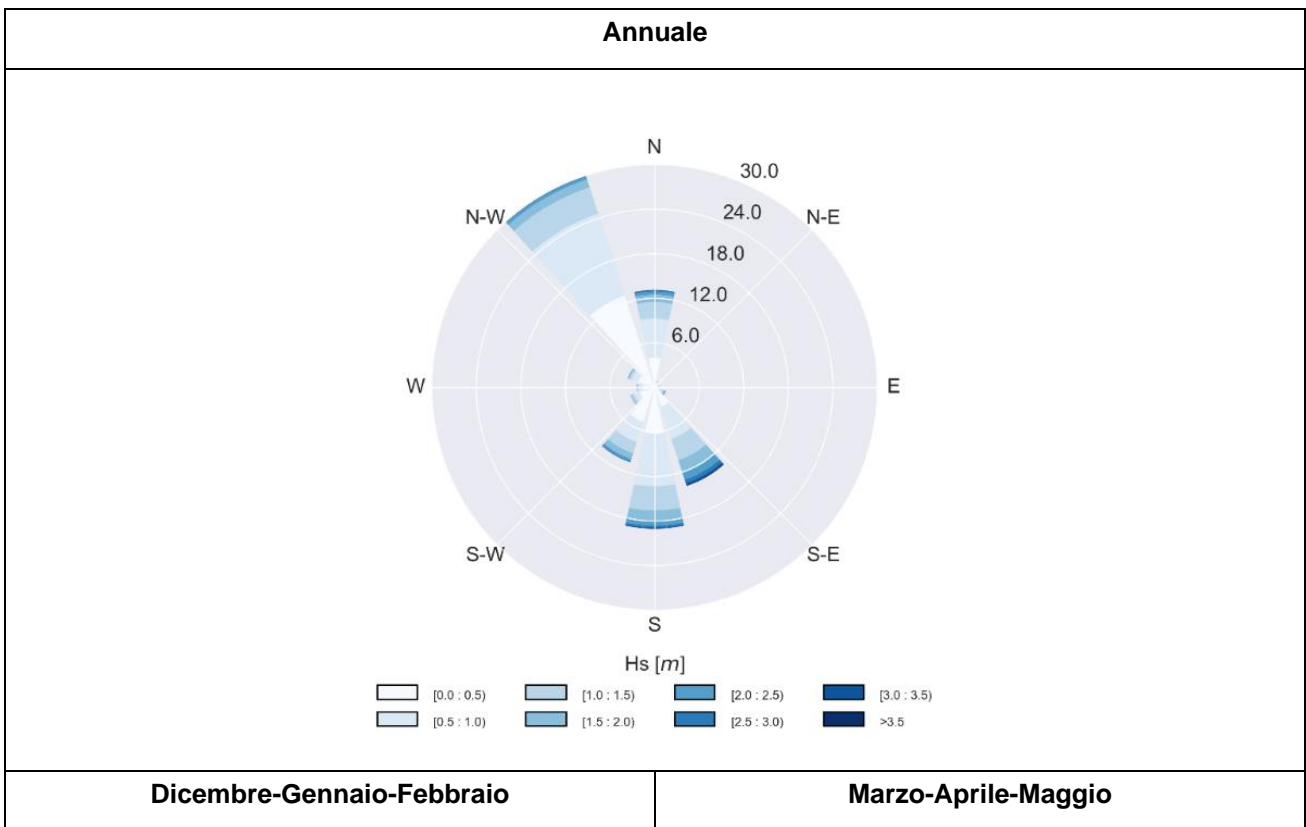 Annuale
N
30.0
N-W
24.0
N-E
18.0
12.0
6.0
W
E
S-W
S-E
S
Hs [m]
[0.0 : 0.5)
[1.0 : 1.5)
[2.0 : 2.5)
[3.0 : 3.5)
[0.5 : 1.0)
[1.5 : 2.0)
[2.5 : 3.0)
>3.5
Dicembre-Gennaio-Febbraio
Marzo-Aprile-Maggio